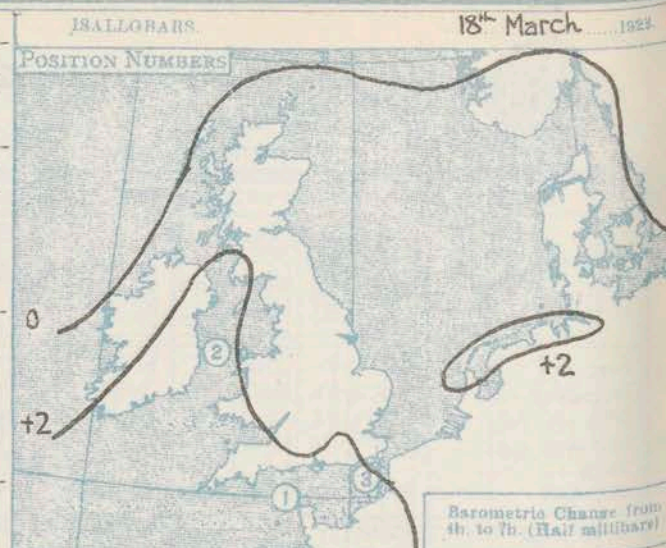 ISALLOBARS. 18th March 1922.
POSITION NUMBERS
0
2
+2
+2
3
1
Barometric Change from
4h. to 7h. (Half millibars)